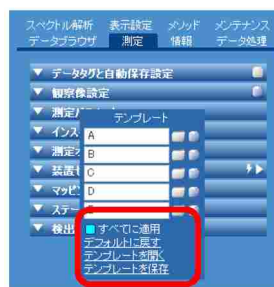 スペクトル解析 表示設定 メソッド メンテナンス
データブラウザ 測定 情報 データ処理
データタグと自動保存設定
観察像設定
テンプレート
インス
A
測定
B
装置
C
マッピ
D
ステー
検出
すべてに適用
デフォルトに戻す
テンプレートを開く
テンプレートを保存